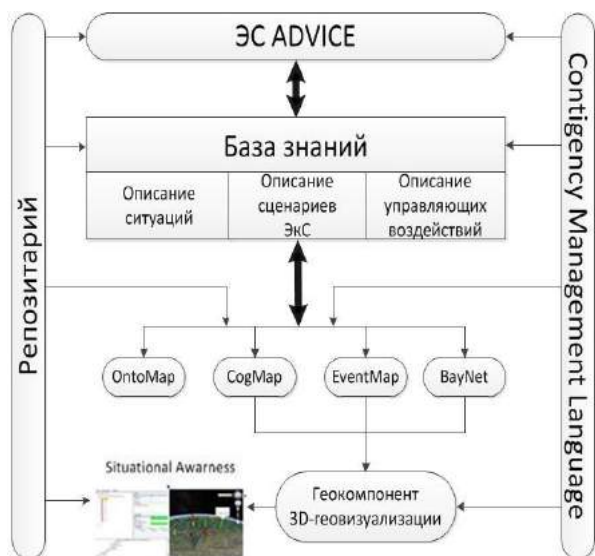 ЭС ADVICE
База знаний
Описание
ситуаций
Описание
сценариев
ЭкС
Описание
управляющих
воздействий
Репозитарий
Contigency Management Language
OntoMap
CogMap
EventMap
BayNet
Situational Awarness
Геокомпонент
3D-геовизуализации